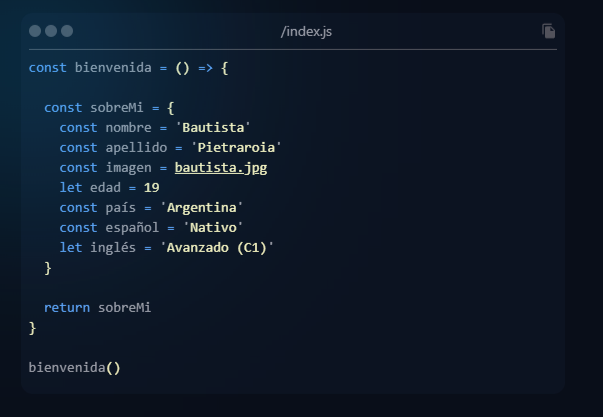 /index.js
const bienvenida = () => {
const sobreMi = {
const nombre = 'Bautista'
const apellido = 'Pietraroia'
const imagen = bautista.jpg
let edad = 19
const país = 'Argentina'
const español = 'Nativo'
let inglés = 'Avanzado (C1)'
}
return sobreMi
}
bienvenida()